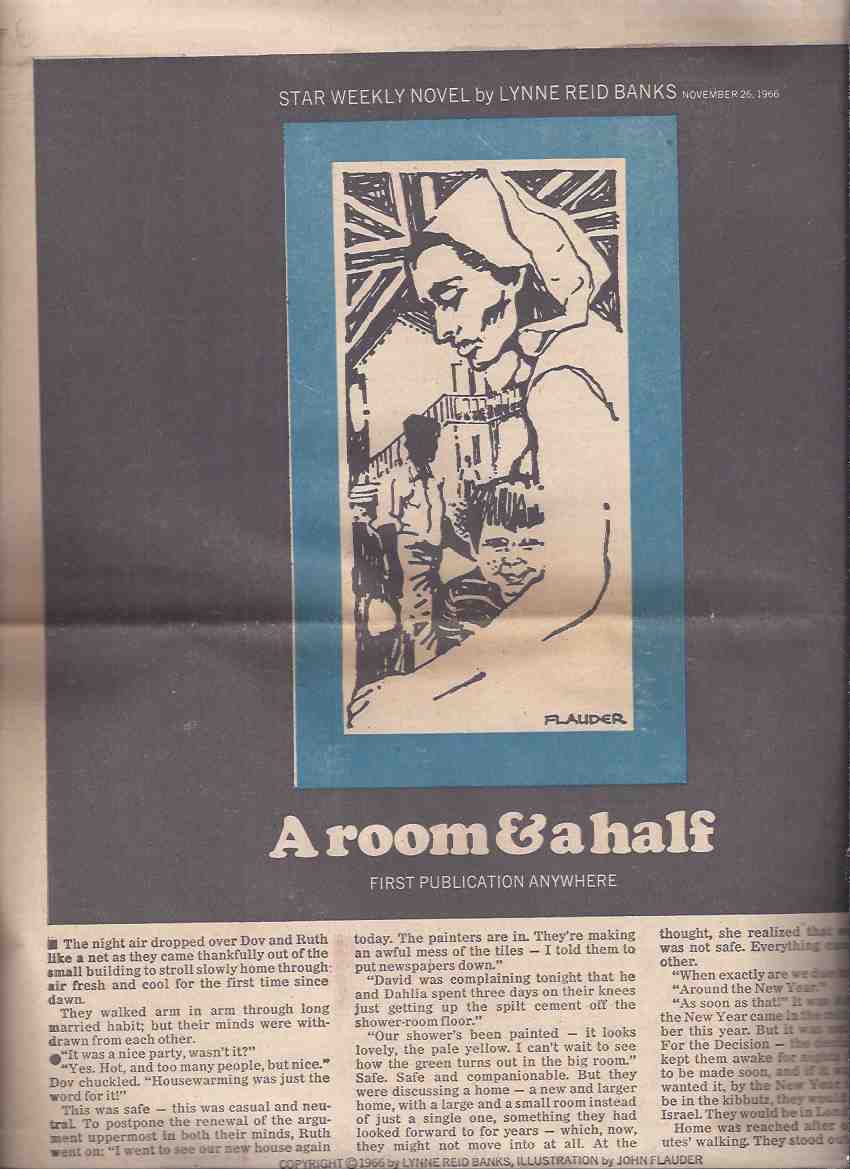 STAR WEEKLY NOVEL by LYNNE REID BANKS NOVEMBER 26, 1966
FLAUDER
A room & a half
FIRST PUBLICATION ANYWHERE
The night air dropped over Dov and Ruth
like a net as they came thankfully out of the
small building to stroll slowly home through
air fresh and cool for the first time since
dawn.
They walked arm in arm through long
married habit; but their minds were with-
drawn from each other.
"It was a nice party, wasn't it?"
"Yes. Hot, and too many people, but nice."
Dov chuckled. "Housewarming was just the
word for it!"
This was safe — this was casual and neu-
tral. To postpone the renewal of the argu-
ment uppermost in both their minds, Ruth
went on: "I went to see our new house again
today. The painters are in. They're making
an awful mess of the tiles — I told them to
put newspapers down."
"David was complaining tonight that he
and Dahlia spent three days on their knees
just getting up the spilt cement off the
shower-room floor."
"Our shower's been painted — it looks
lovely, the pale yellow. I can't wait to see
how the green turns out in the big room."
Safe. Safe and companionable. But they
were discussing a home — a new and larger
home, with a large and a small room instead
of just a single one, something they had
looked forward to for years — which, now,
they might not move into at all. At the
thought, she realized that
was not safe. Everything
other.
"When exactly are we
"Around the New Year."
"As soon as that!" It was
the New Year came in the
ber this year. But it was
For the Decision — the
kept them awake for
to be made soon, and if
wanted it, by the New Year
be in the kibbutz, they would
Israel. They would be in
Home was reached after
utes' walking. They stood
COPYRIGHT © 1966 by LYNNE REID BANKS, ILLUSTRATION by JOHN FLAUDER